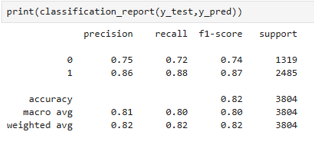 print(classification_report(y_test,y_pred))
precision recall f1-score support
0 0.75 0.72 0.74 1319
1 0.86 0.88 0.87 2485
accuracy 0.82 3804
macro avg 0.81 0.80 0.80 3804
weighted avg 0.82 0.82 0.82 3804